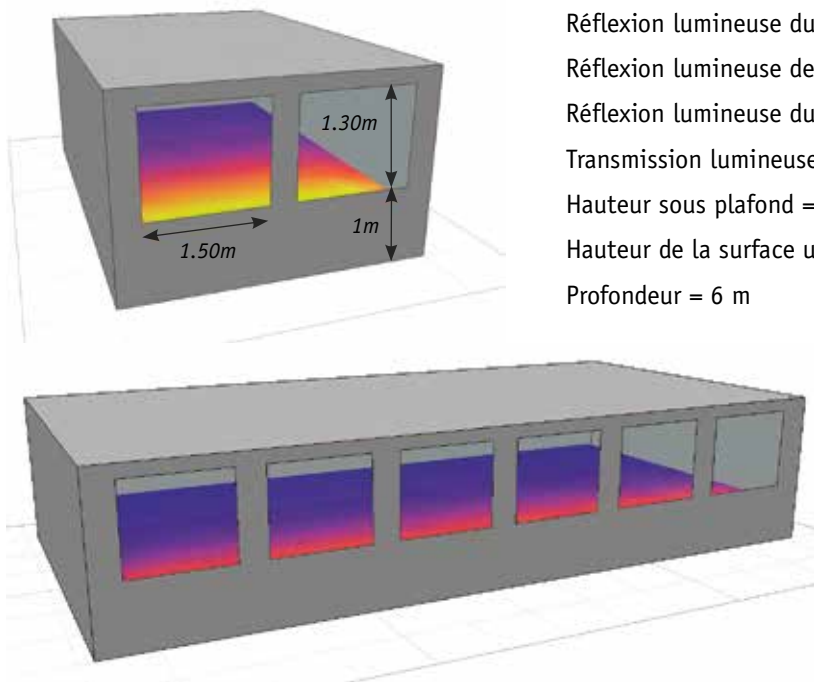 Réflexion lumineuse du
Réflexion lumineuse de
Réflexion lumineuse du
Transmission lumineuse
Hauteur sous plafond =
Hauteur de la surface u
Profondeur = 6 m
1.30m
1m
1.50m